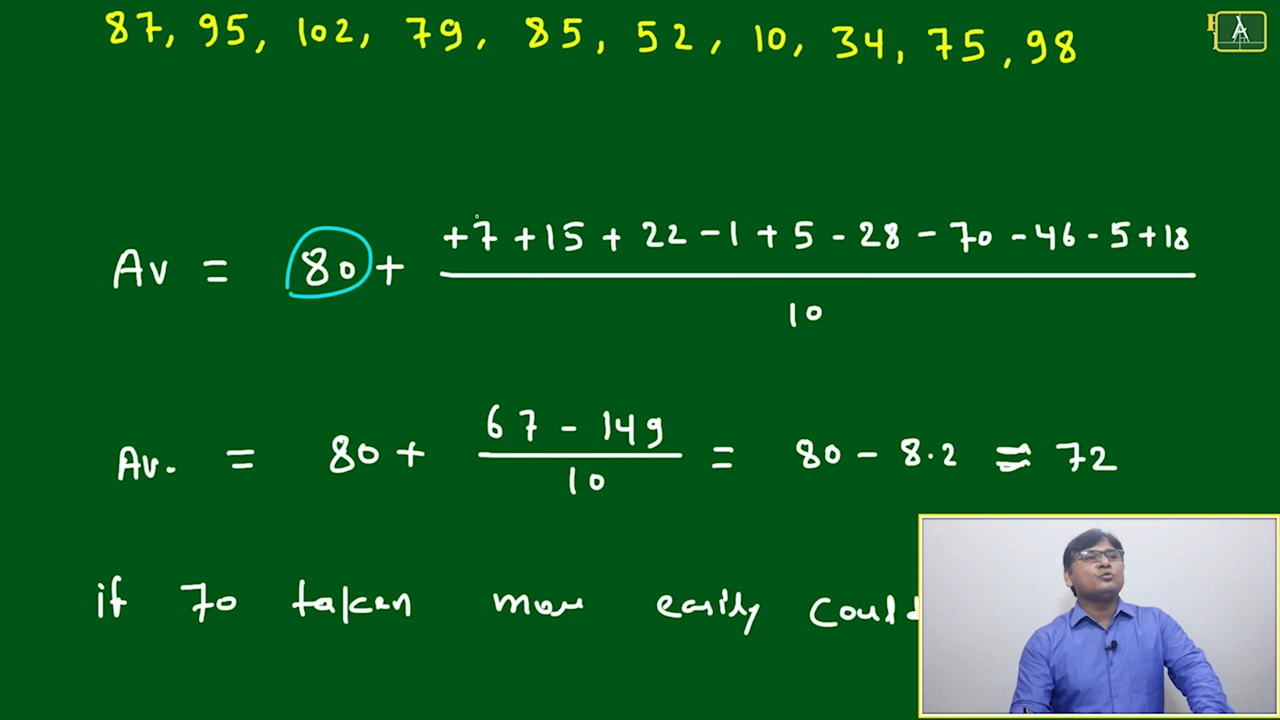 87, 95, 102, 79, 85, 52, 10, 34, 75, 98
Av = 80 + +7 +15 + 22 -1 + 5 - 28 - 70 - 46 - 5 + 18
10
Av. = 80 + 67 - 149 = 80 - 8.2 = 72
10
if 70 taken more easily could